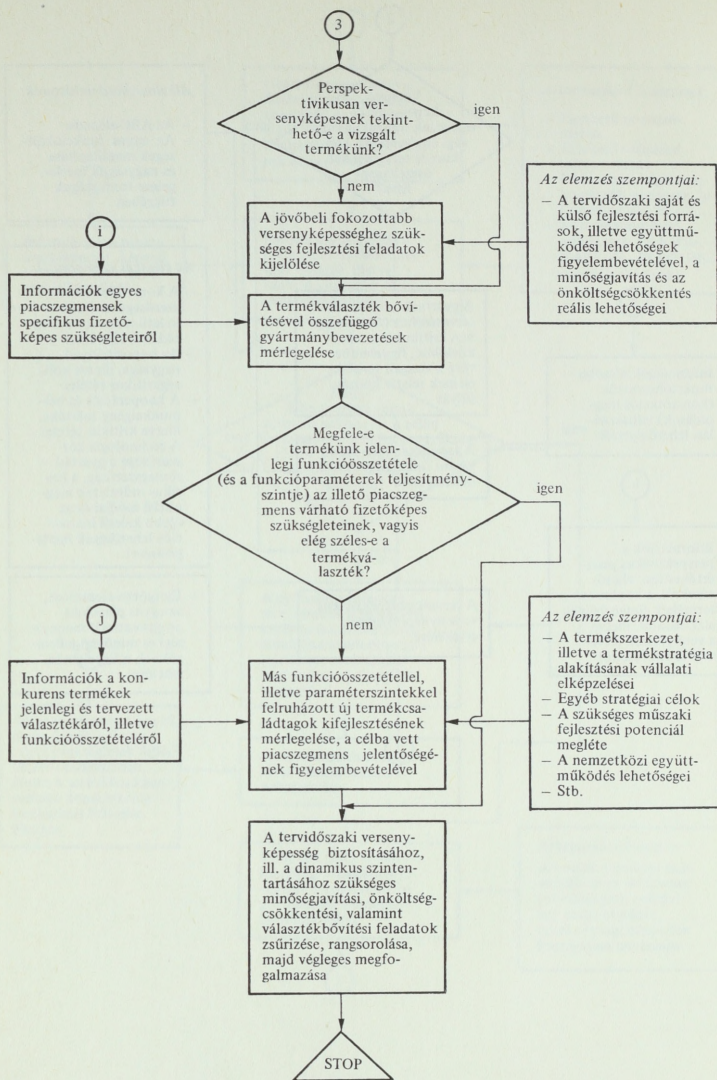 3
Perspek-
tivikusan ver-
senyképesnek tekint-
hető-e a vizsgált
termékünk?
igen
nem
A jövőbeli fokozottabb
versenyképességhez szük-
séges fejlesztési feladatok
kijelölése
Az elemzés szempontjai:
— A tervidőszaki saját és
külső fejlesztési forrá-
sok, illetve együttmű-
ködési lehetőségek
figyelembevételével, a
minőségjavítás és az
önköltségcsökkentés
reális lehetőségei
i
Információk egyes
piacszegmensek
specifikus fizető-
képes szükségleteiről
A termékválaszték bőví-
tésével összefüggő
gyártmánybevezetések
mérlegelése
Megfele-e
termékünk jelen-
legi funkcióösszetétele
(és a funkcióparaméterek teljesítmény-
szintje) az illető piacszeg-
mens várható fizetőképes
szükségleteinek, vagyis
elég széles-e a
termékvá-
laszték?
igen
nem
j
Információk a kon-
kurens termékek
jelenlegi és tervezett
választékáról, illetve
funkcióösszetételéről
Más funkcióösszetétellel,
illetve paraméterszintekkel
felruházott új termékcsa-
ládtagok kifejlesztésének
mérlegelése, a célba vett
piacszegmens jelentőségé-
nek figyelembevételével
Az elemzés szempontjai:
— A termékszerkezet,
illetve a termékstratégia
alakításának vállalati
elképzelései
— Egyéb stratégiai célok
— A szükséges műszaki
fejlesztési potenciál
megléte
— A nemzetközi együtt-
működés lehetőségei
— Stb.
A tervidőszaki verseny-
képesség biztosításához,
ill. a dinamikus szinten-
tartásához szükséges
minőségjavítási, önköltség-
csökkentési, valamint
választékbővítési feladatok
zsűrizése, rangsorolása,
majd végleges megfo-
galmazása
STOP